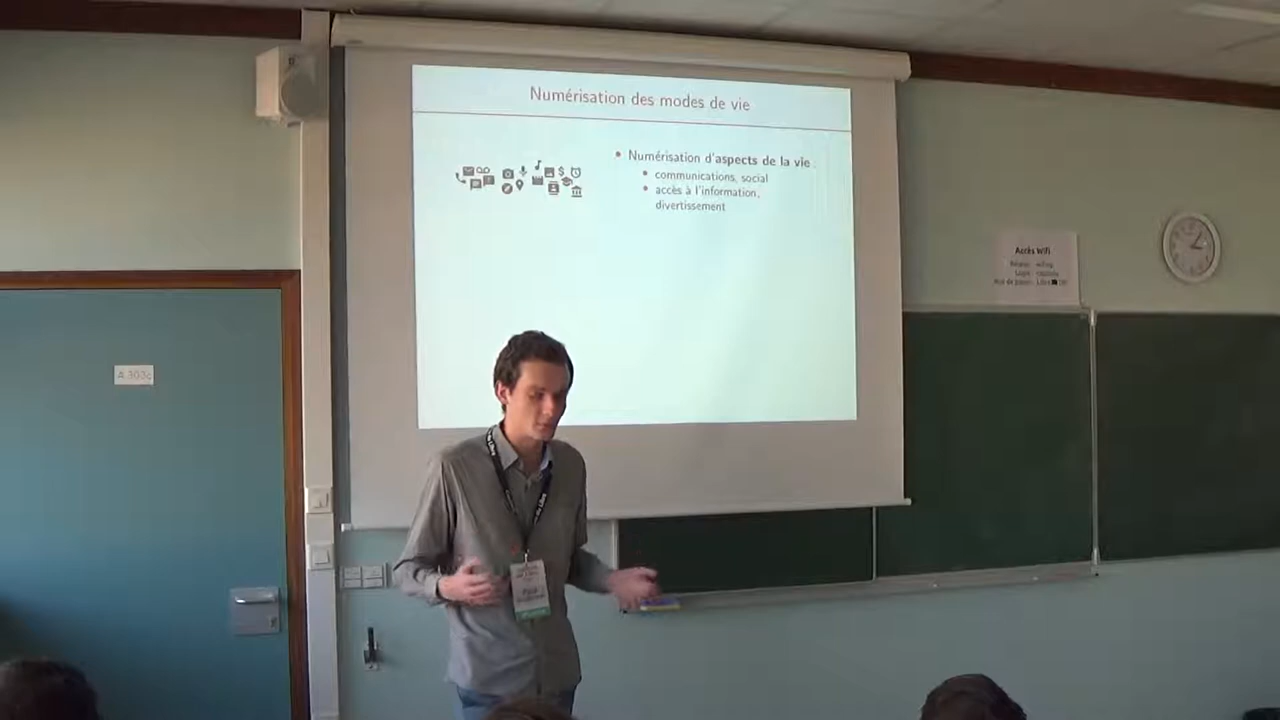 Numérisation des modes de vie
• Numérisation d'aspects de la vie
• communications, social
• accès à l'information,
divertissement
Accès Wifi
A 303c